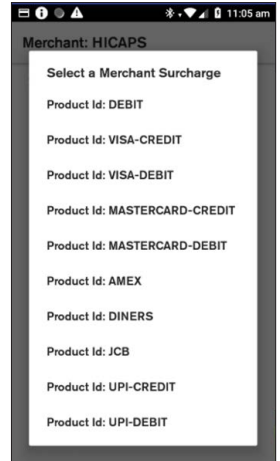 11:05 am
Merchant: HICAPS
Select a Merchant Surcharge
Product Id: DEBIT
Product Id: VISA-CREDIT
Product Id: VISA-DEBIT
Product Id: MASTERCARD-CREDIT
Product Id: MASTERCARD-DEBIT
Product Id: AMEX
Product Id: DINERS
Product Id: JCB
Product Id: UPI-CREDIT
Product Id: UPI-DEBIT